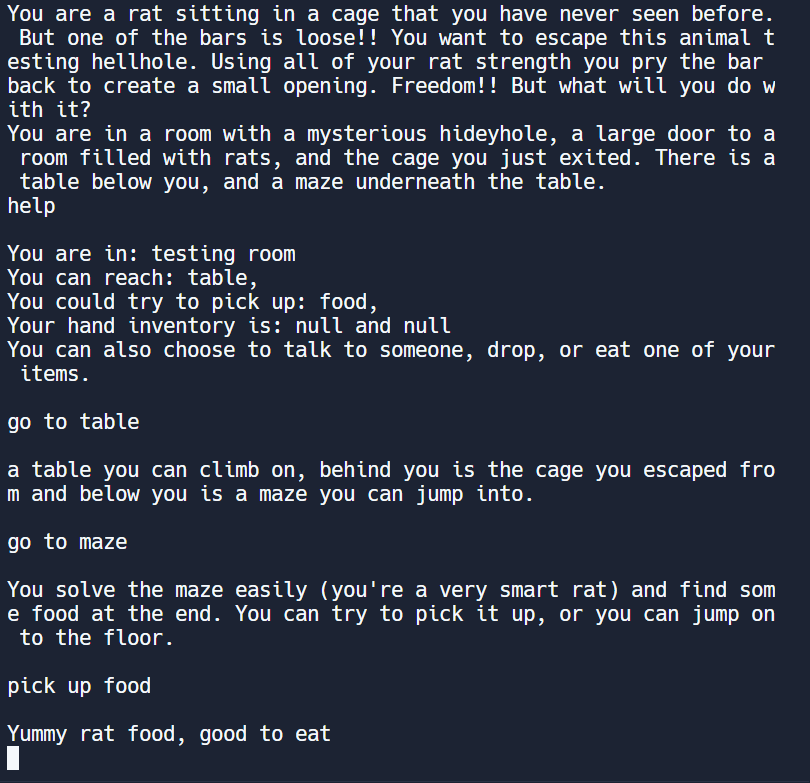 You are a rat sitting in a cage that you have never seen before.
 But one of the bars is loose!! You want to escape this animal t
esting hellhole. Using all of your rat strength you pry the bar
back to create a small opening. Freedom!! But what will you do w
ith it?
You are in a room with a mysterious hideyhole, a large door to a
 room filled with rats, and the cage you just exited. There is a
 table below you, and a maze underneath the table.
help
You are in: testing room
You can reach: table,
You could try to pick up: food,
Your hand inventory is: null and null
You can also choose to talk to someone, drop, or eat one of your
 items.
go to table
a table you can climb on, behind you is the cage you escaped fro
m and below you is a maze you can jump into.
go to maze
You solve the maze easily (you're a very smart rat) and find som
e food at the end. You can try to pick it up, or you can jump on
 to the floor.
pick up food
Yummy rat food, good to eat